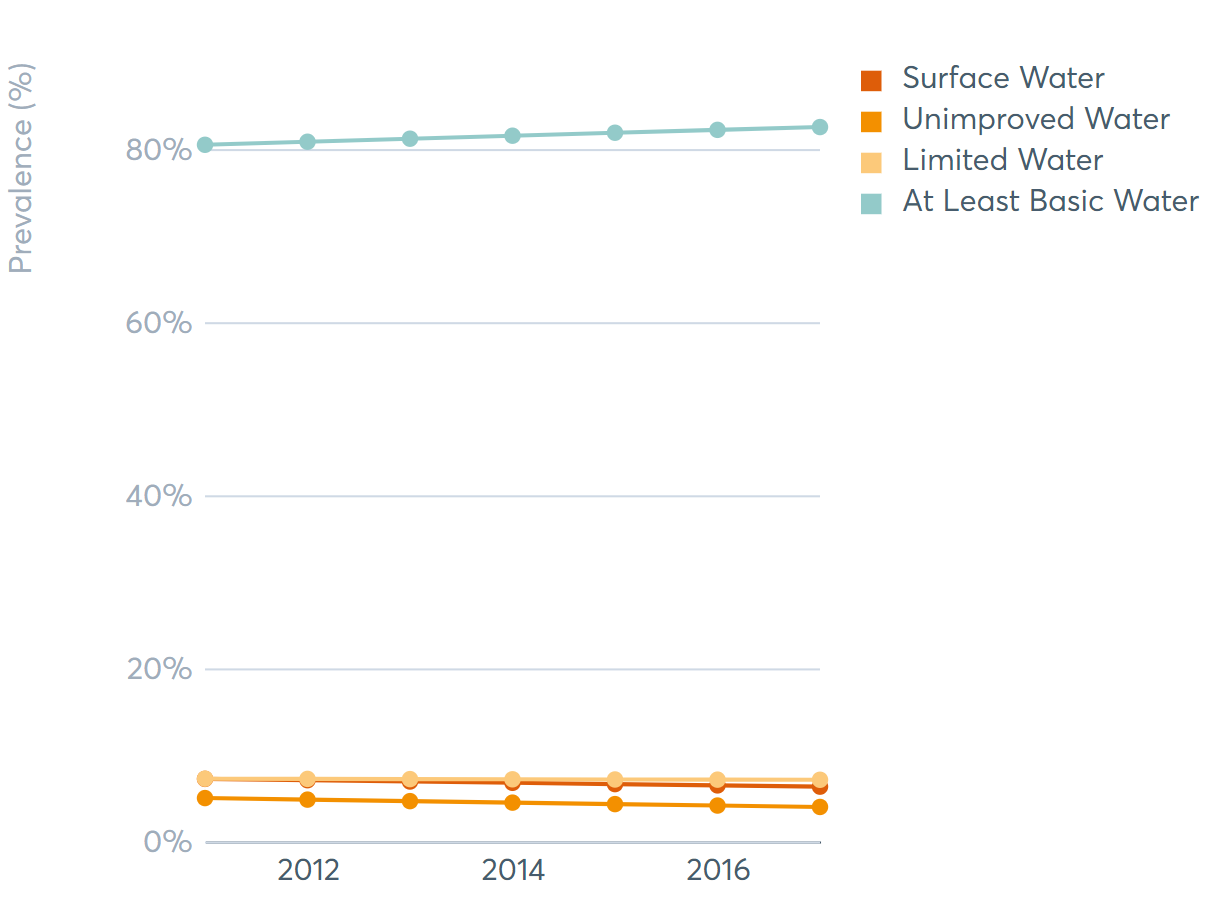 Prevalence (%)
80%
60%
40%
20%
0%
2012
2014
2016
Surface Water
Unimproved Water
Limited Water
At Least Basic Water